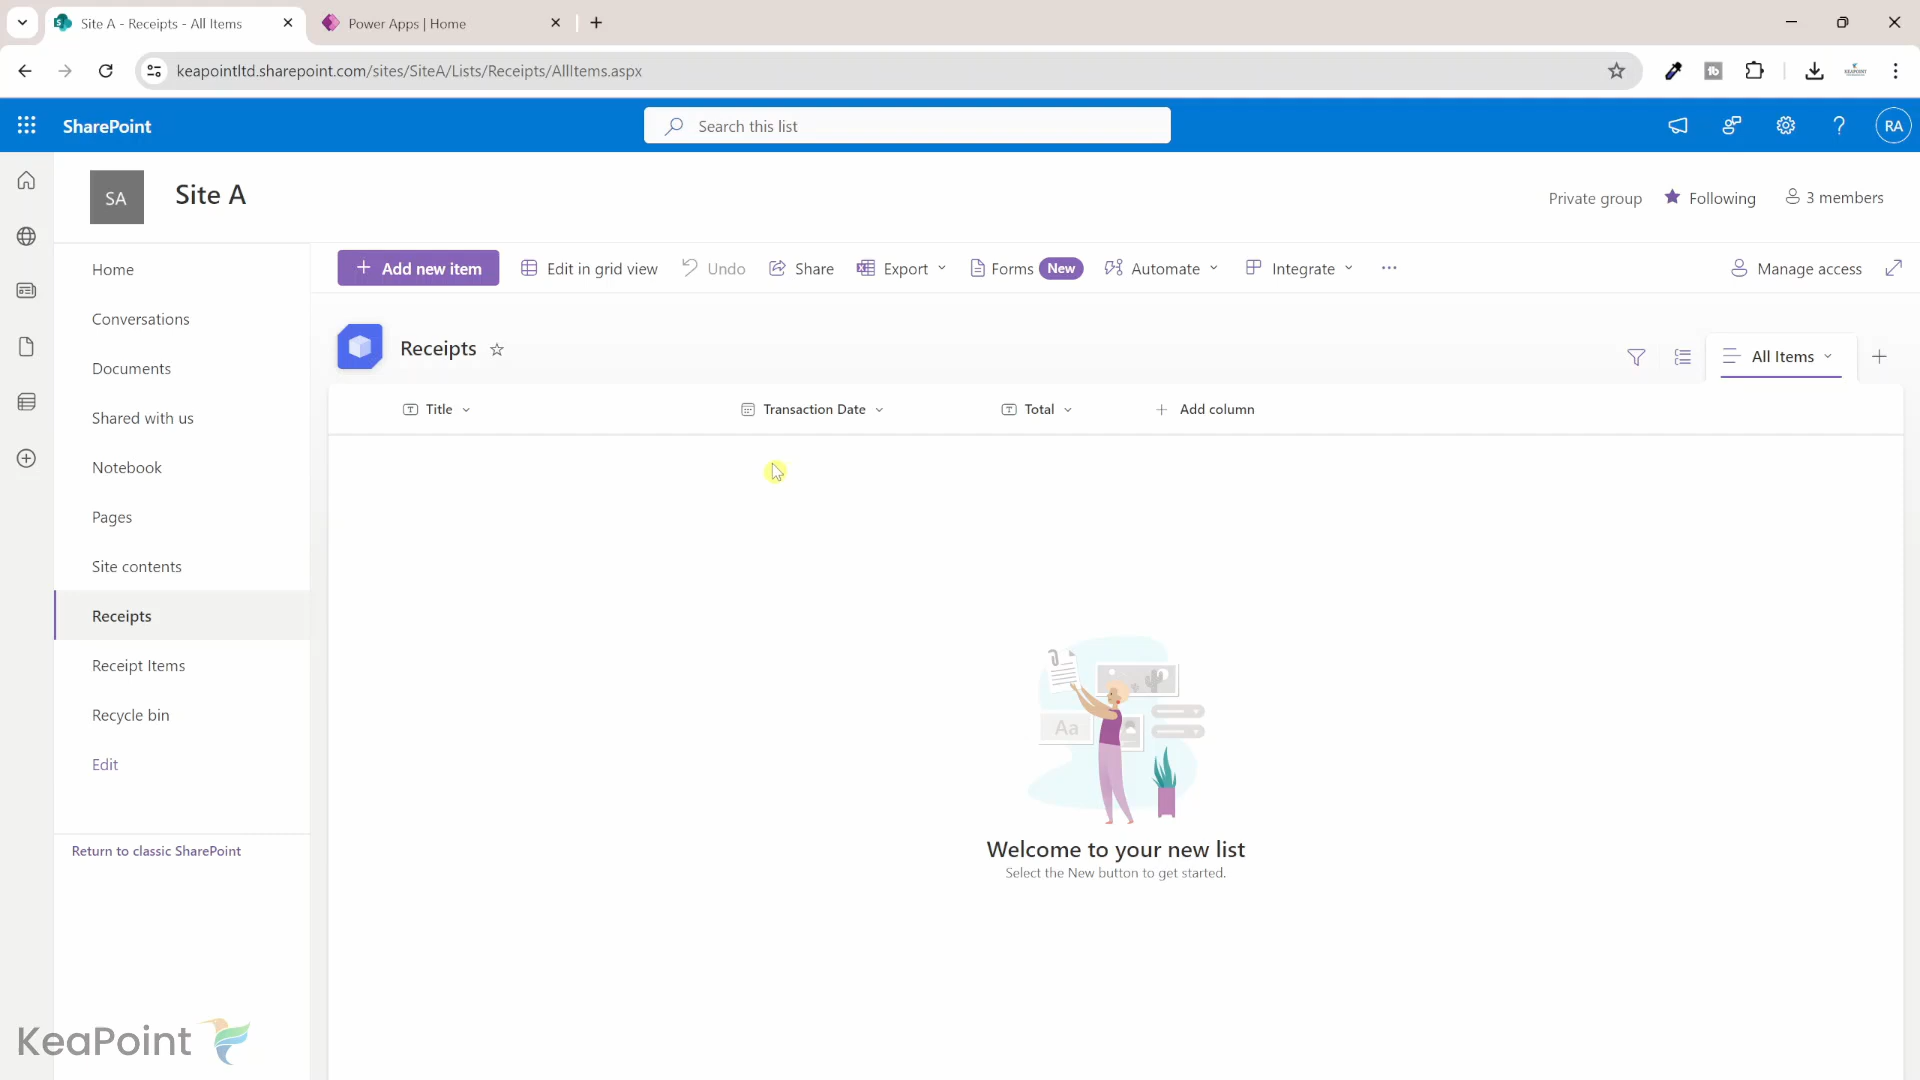 Site A - Receipts - All Items
Power Apps | Home
keapointltd.sharepoint.com/sites/SiteA/Lists/Receipts/AllItems.aspx
SharePoint
Search this list
RA
SA
Site A
Private group
Following
3 members
Home
Conversations
Documents
Shared with us
Notebook
Pages
Site contents
Receipts
Receipt Items
Recycle bin
Edit
Return to classic SharePoint
Add new item
Edit in grid view
Undo
Share
Export
Forms New
Automate
Integrate
Manage access
Receipts
All Items
Title
Transaction Date
Total
Add column
Aa
Welcome to your new list
Select the New button to get started.
KeaPoint